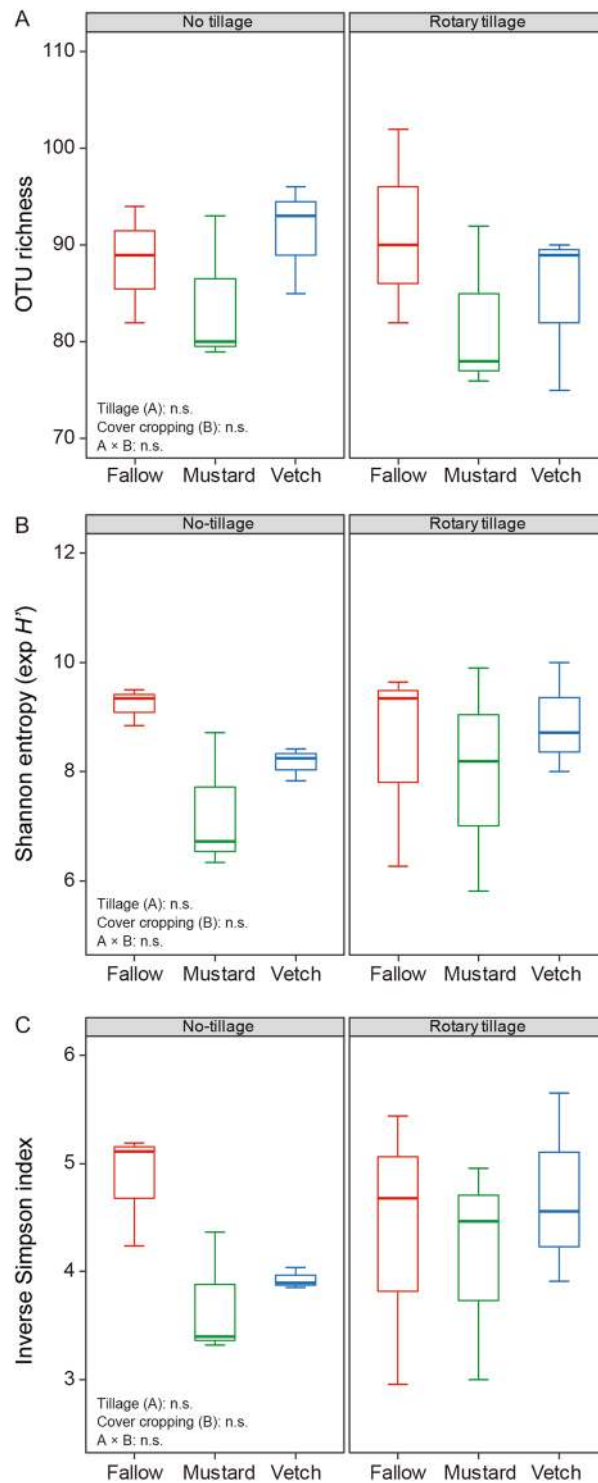 A
No tillage
Rotary tillage
110
100
90
80
70
OTU richness
Tillage (A): n.s.
Cover cropping (B): n.s.
A × B: n.s.
Fallow Mustard Vetch
Fallow Mustard Vetch
B
No-tillage
Rotary tillage
12
10
8
6
Shannon entropy (exp H')
Tillage (A): n.s.
Cover cropping (B): n.s.
A × B: n.s.
Fallow Mustard Vetch
Fallow Mustard Vetch
C
No-tillage
Rotary tillage
6
5
4
3
Inverse Simpson index
Tillage (A): n.s.
Cover cropping (B): n.s.
A × B: n.s.
Fallow Mustard Vetch
Fallow Mustard Vetch